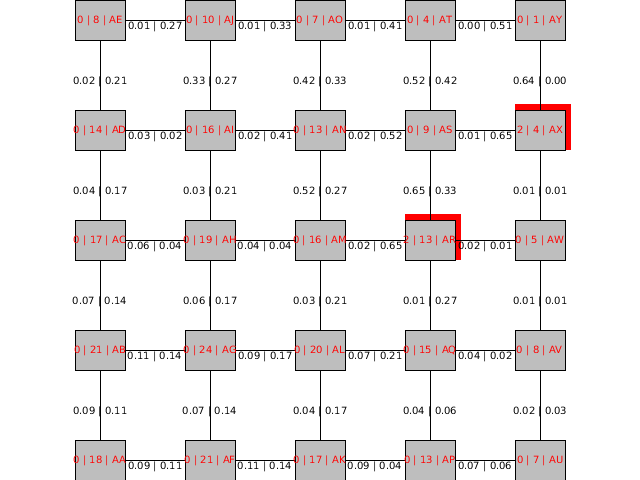 0 | 8 | AE 0.01 | 0.27 0 | 10 | AJ 0.01 | 0.33 0 | 7 | AO 0.01 | 0.41 0 | 4 | AT 0.00 | 0.51 0 | 1 | AY
0.02 | 0.21 0.33 | 0.27 0.42 | 0.33 0.52 | 0.42 0.64 | 0.00
0 | 14 | AD 0.03 | 0.02 0 | 16 | AI 0.02 | 0.41 0 | 13 | AN 0.02 | 0.52 0 | 9 | AS 0.01 | 0.65 2 | 4 | AX
0.04 | 0.17 0.03 | 0.21 0.52 | 0.27 0.65 | 0.33 0.01 | 0.01
0 | 17 | AC 0.06 | 0.04 0 | 19 | AH 0.04 | 0.04 0 | 16 | AM 0.02 | 0.65 2 | 13 | AR 0.02 | 0.01 0 | 5 | AW
0.07 | 0.14 0.06 | 0.17 0.03 | 0.21 0.01 | 0.27 0.01 | 0.01
0 | 21 | AB 0.11 | 0.14 0 | 24 | AG 0.09 | 0.17 0 | 20 | AL 0.07 | 0.21 0 | 15 | AQ 0.04 | 0.02 0 | 8 | AV
0.09 | 0.11 0.07 | 0.14 0.04 | 0.17 0.04 | 0.06 0.02 | 0.03
0 | 18 | AA 0.09 | 0.11 0 | 21 | AF 0.11 | 0.14 0 | 17 | AK 0.09 | 0.04 0 | 13 | AP 0.07 | 0.06 0 | 7 | AU